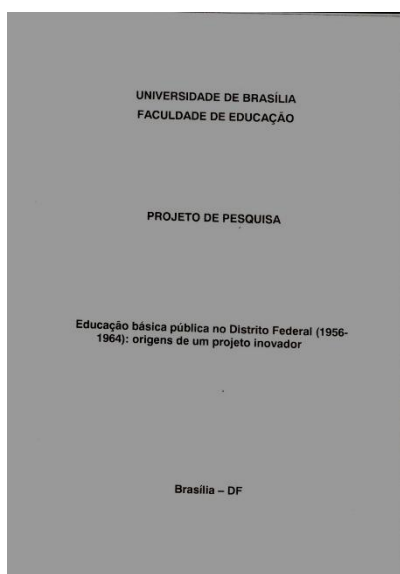 UNIVERSIDADE DE BRASÍLIA
FACULDADE DE EDUCAÇÃO
PROJETO DE PESQUISA
Educação básica pública no Distrito Federal (1956-
1964): origens de um projeto inovador
Brasília – DF